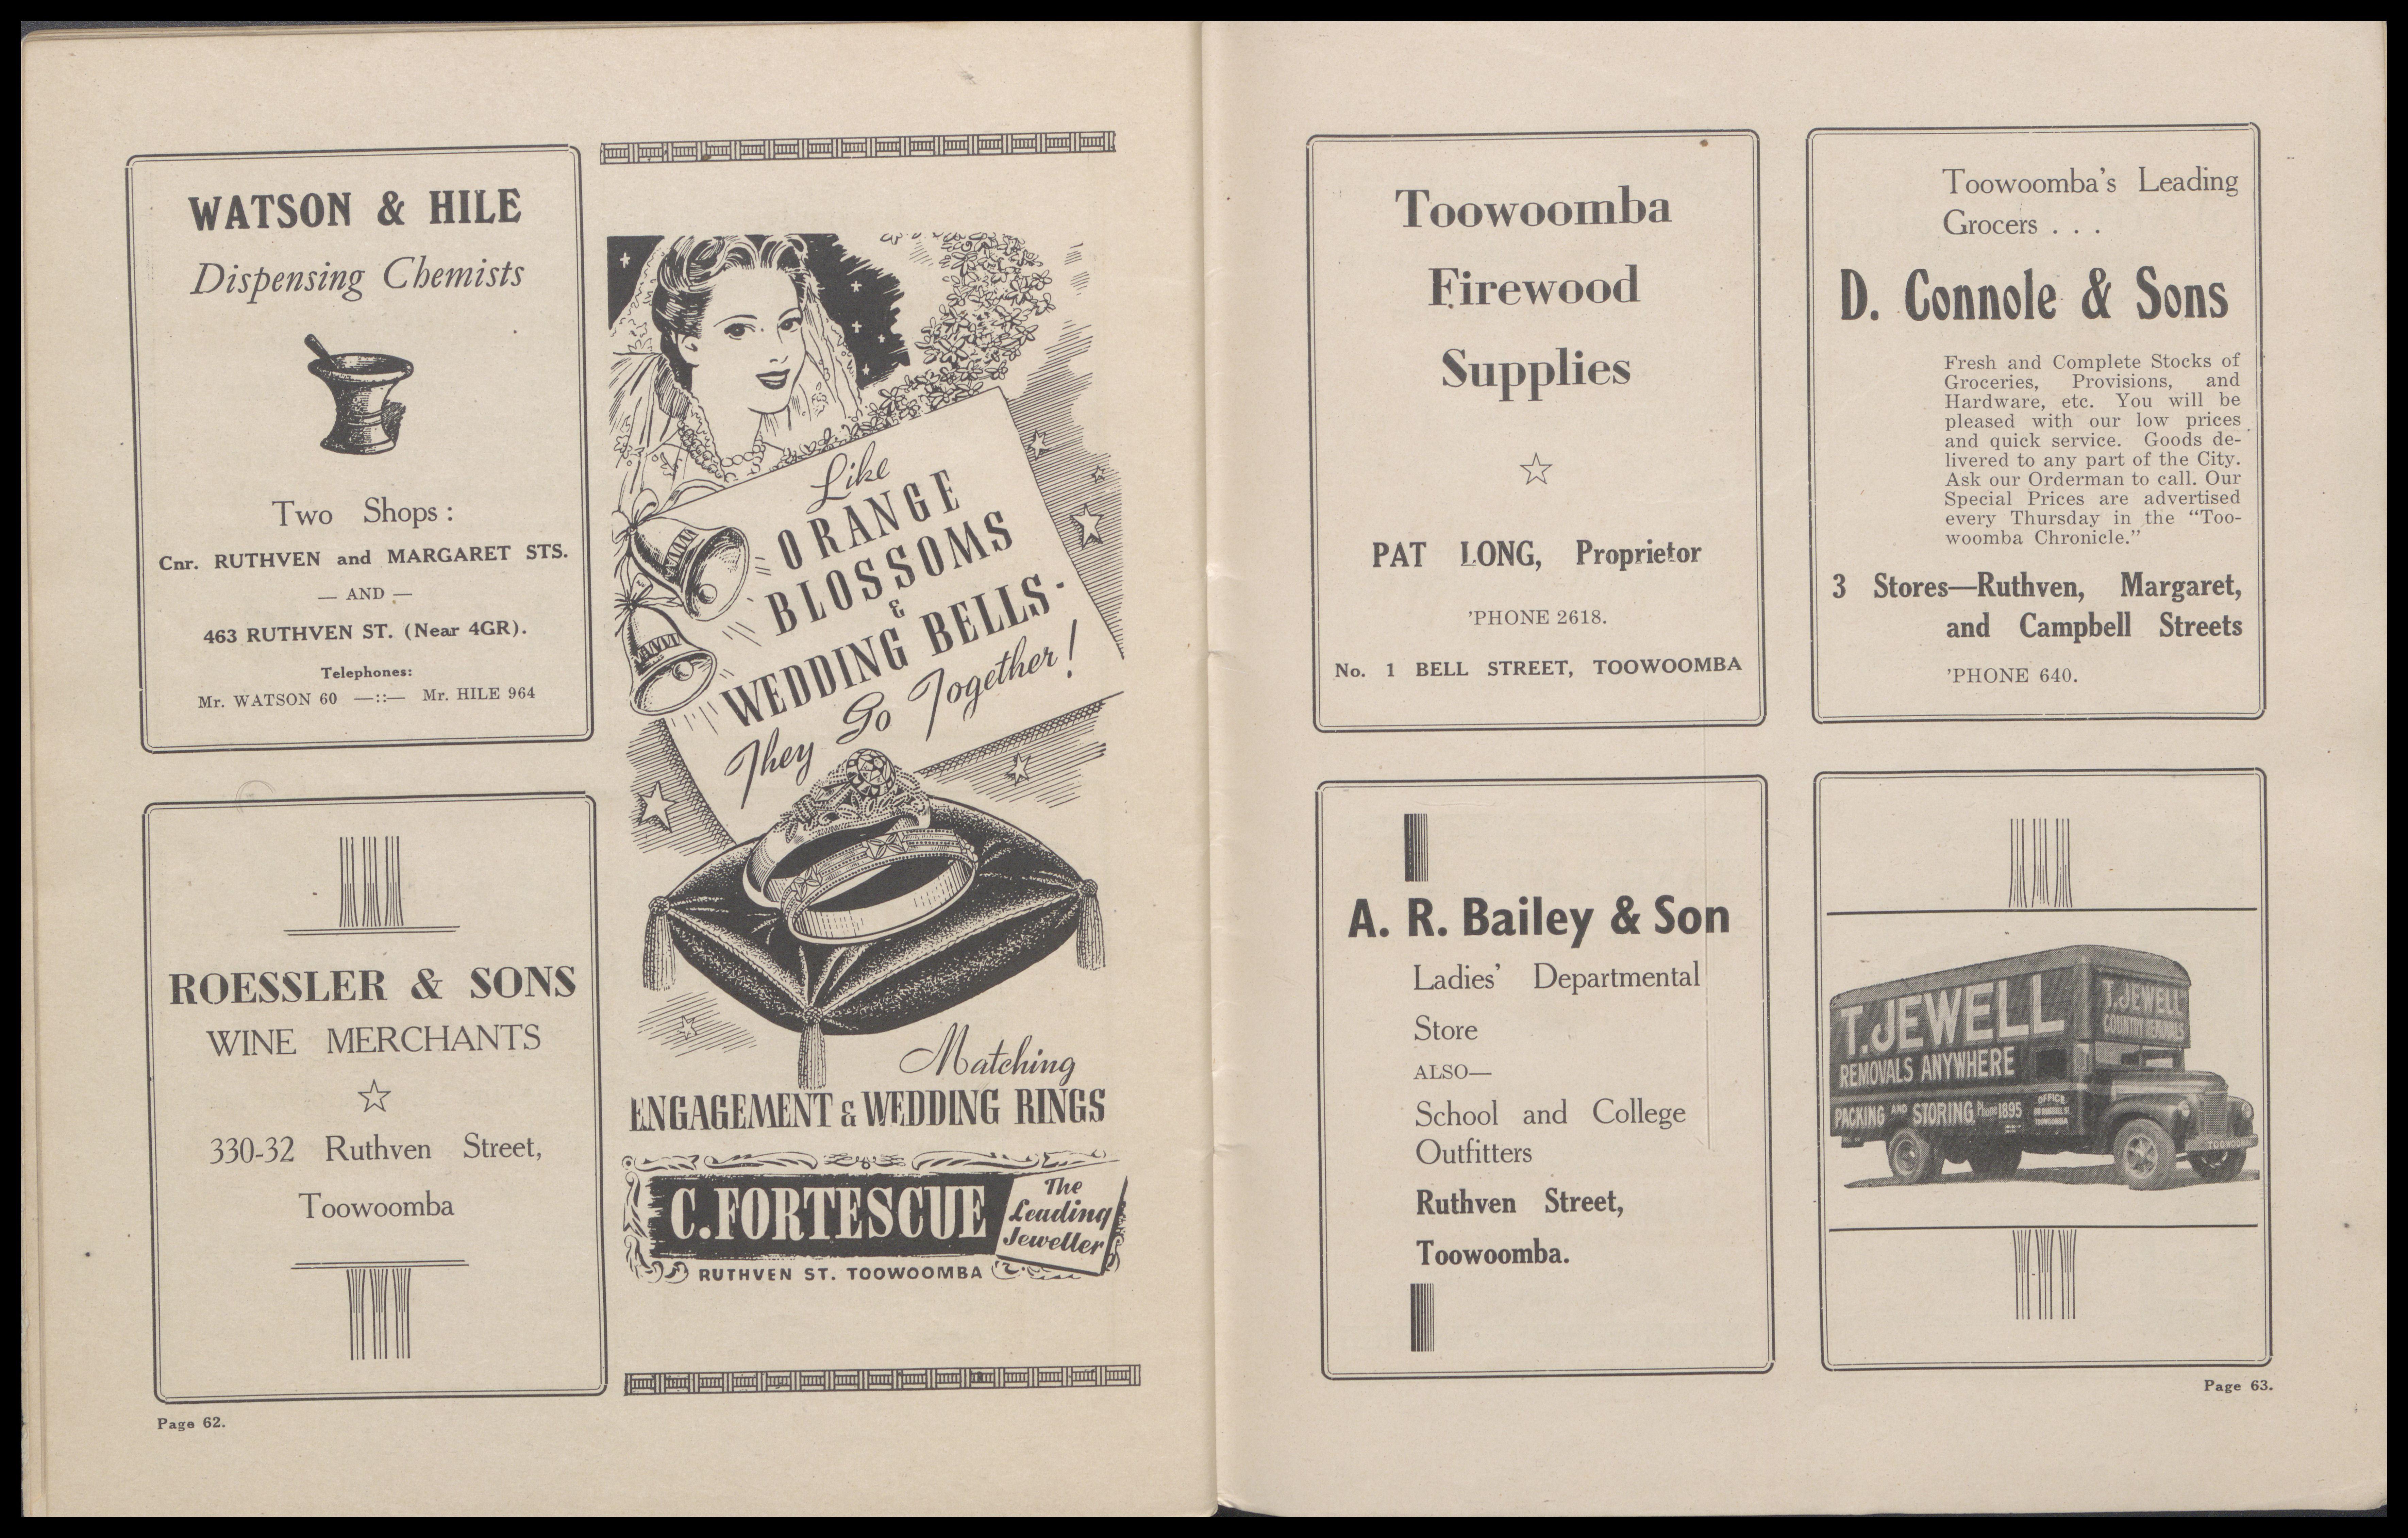 WATSON & HILE
Dispensing Chemists
Two Shops :
Cnr. RUTHVEN and MARGARET STS.
— AND —
463 RUTHVEN ST. (Near 4GR).
Telephones:
Mr. WATSON 60 —::— Mr. HILE 964
ROESSLER & SONS
WINE MERCHANTS
330-32 Ruthven Street,
Toowoomba
Page 62.
Like
ORANGE
BLOSSOMS
&
WEDDING BELLS-
They Go Together!
Matching
ENGAGEMENT & WEDDING RINGS
C.FORTESCUE
The
Leading
Jeweller
RUTHVEN ST. TOOWOOMBA
Toowoomba
Firewood
Supplies
PAT LONG, Proprietor
'PHONE 2618.
No. 1 BELL STREET, TOOWOOMBA
Toowoomba's Leading
Grocers . . .
D. Connole & Sons
Fresh and Complete Stocks of
Groceries, Provisions, and
Hardware, etc. You will be
pleased with our low prices
and quick service. Goods de-
livered to any part of the City.
Ask our Orderman to call. Our
Special Prices are advertised
every Thursday in the “Too-
woomba Chronicle.”
3 Stores—Ruthven, Margaret,
and Campbell Streets
'PHONE 640.
A. R. Bailey & Son
Ladies' Departmental
Store
ALSO—
School and College
Outfitters
Ruthven Street,
Toowoomba.
T.JEWELL
REMOVALS ANYWHERE
PACKING AND STORING Phone 1895
OFFICE
TOOWOOMBA
T.JEWELL
COUNTRY REMOVALS
TOOWOOMBA
Page 63.